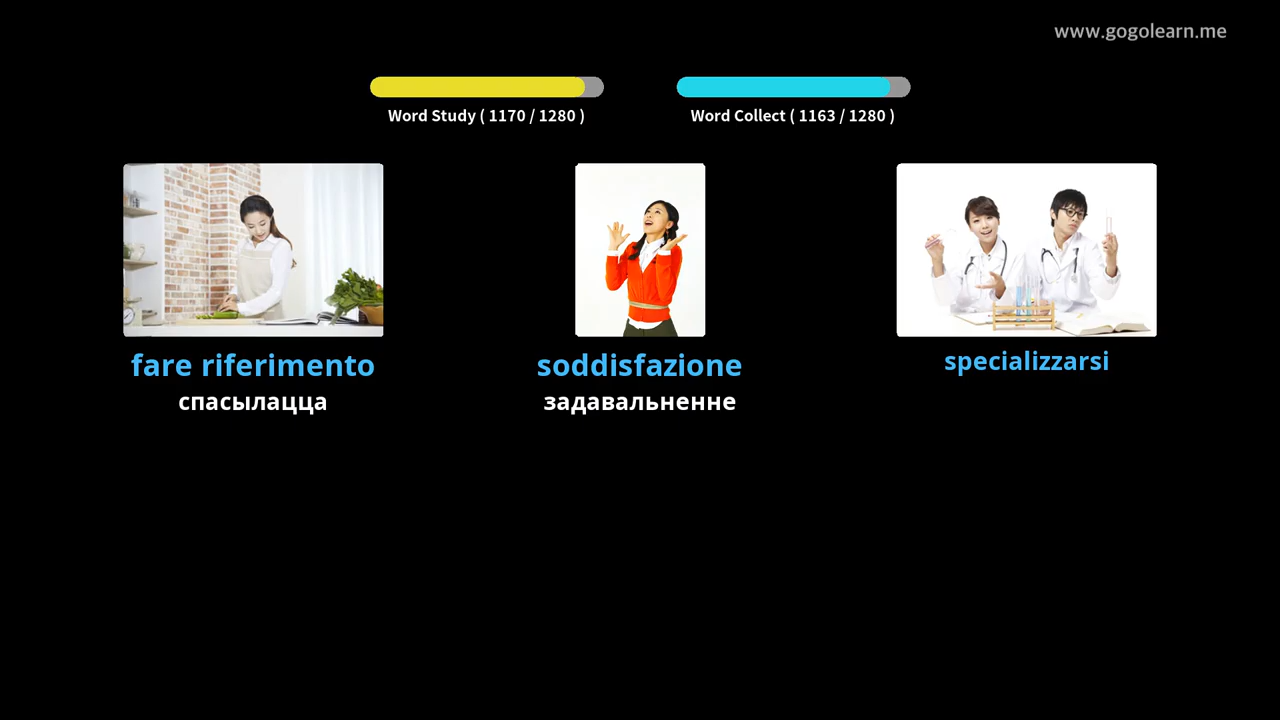 www.gogolearn.me
Word Study ( 1170 / 1280 )
Word Collect ( 1163 / 1280 )
fare riferimento
спасылацца
soddisfazione
задавальненне
specializzarsi